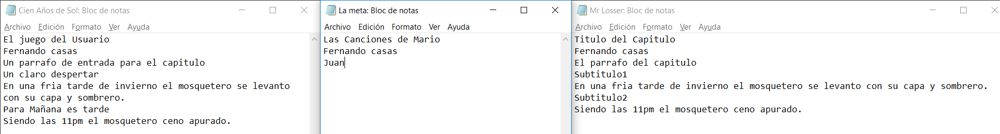 Cien Años de Sol: Bloc de notas
Archivo Edición Formato Ver Ayuda
El juego del Usuario
Fernando casas
Un parrafo de entrada para el capitulo
Un claro despertar
En una fria tarde de invierno el mosquetero se levanto
con su capa y sombrero.
Para Mañana es tarde
Siendo las 11pm el mosquetero ceno apurado.
La meta: Bloc de notas
Archivo Edición Formato Ver Ayuda
Las Canciones de Mario
Fernando casas
Juan
Mr Losser: Bloc de notas
Archivo Edición Formato Ver Ayuda
Titulo del Capitulo
Fernando casas
El parrafo del capitulo
Subtitulo1
En una fria tarde de invierno el mosquetero se levanto con su capa y sombrero.
Subtitulo2
Siendo las 11pm el mosquetero ceno apurado.